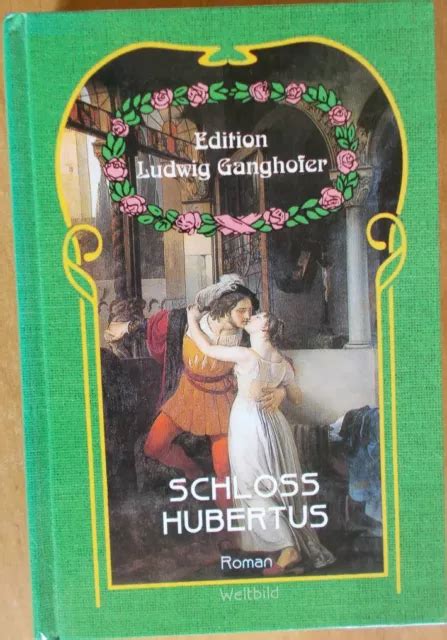 Edition
Ludwig Ganghofer
SCHLOSS
HUBERTUS
Roman
Weltbild